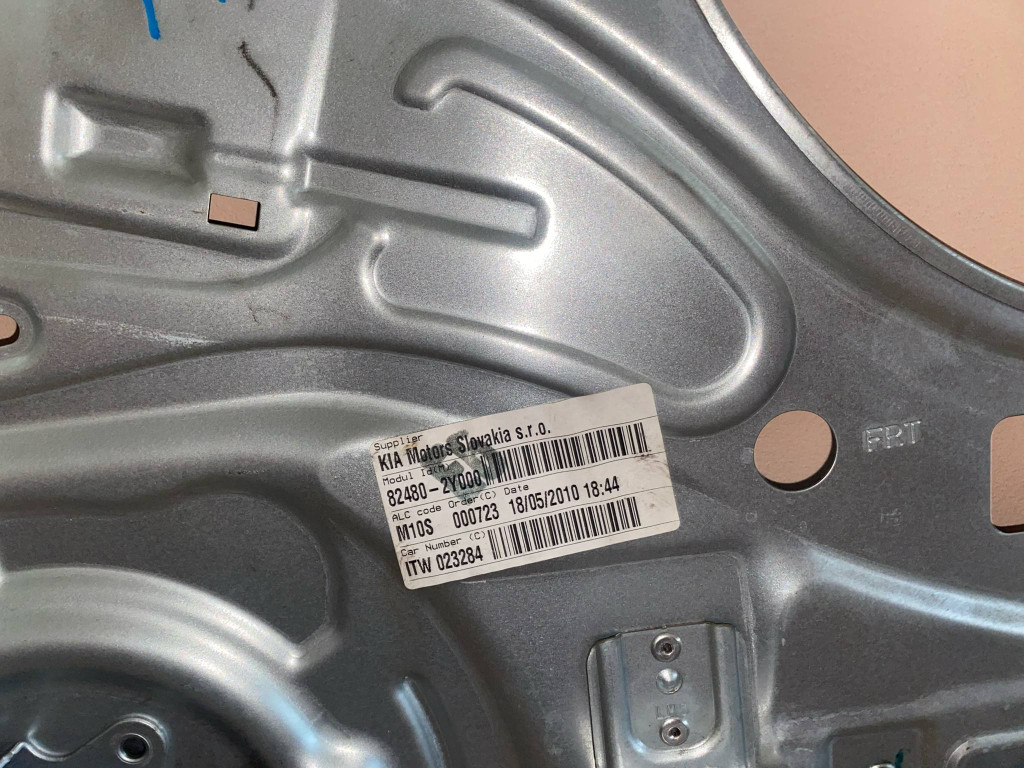 Supplier
KIA Motors Slovakia s.r.o.
Modul Id(M)
82480-2Y000
ALC code Order(C) Date
M10S 000723 18/05/2010 18:44
Car Number (C)
ITW 023284
FRT